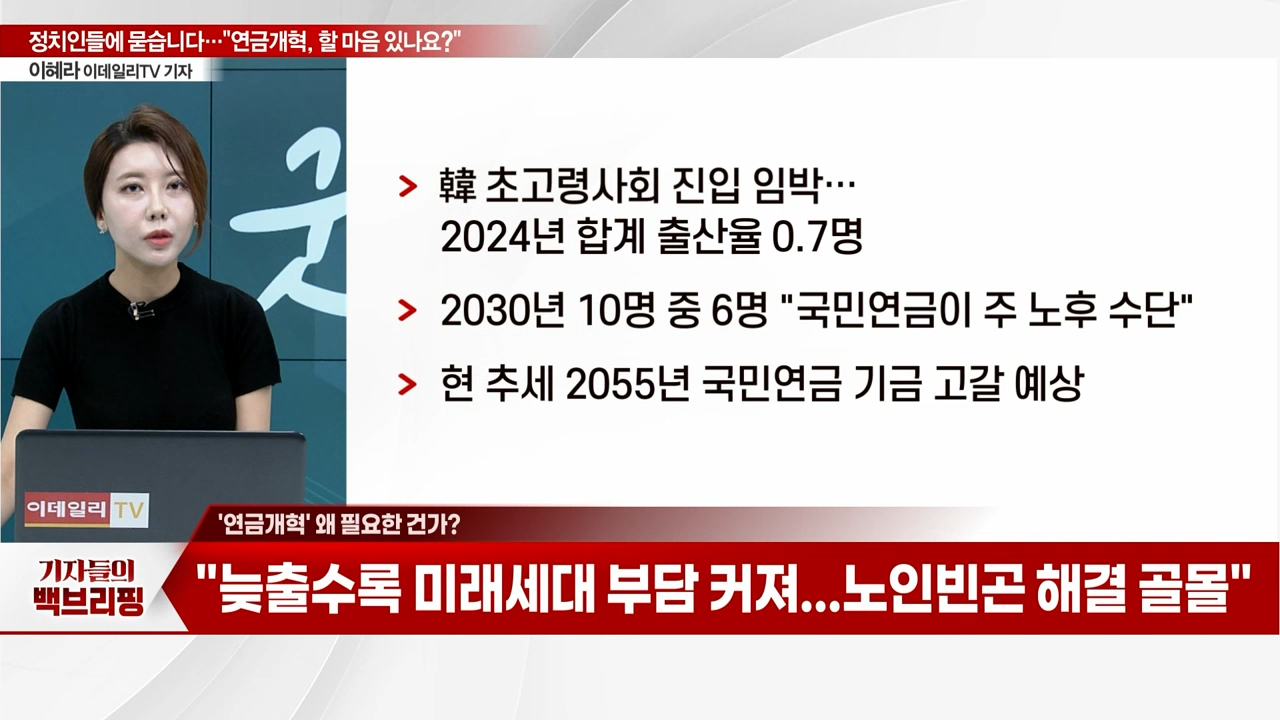 정치인들에 묻습니다…"연금개혁, 할 마음 있나요?"
이혜라 이데일리TV 기자
> 韓 초고령사회 진입 임박…
2024년 합계 출산율 0.7명
> 2030년 10명 중 6명 "국민연금이 주 노후 수단"
> 현 추세 2055년 국민연금 기금 고갈 예상
이데일리 TV
'연금개혁' 왜 필요한 건가?
기자들의
백브리핑
"늦출수록 미래세대 부담 커져...노인빈곤 해결 골몰"